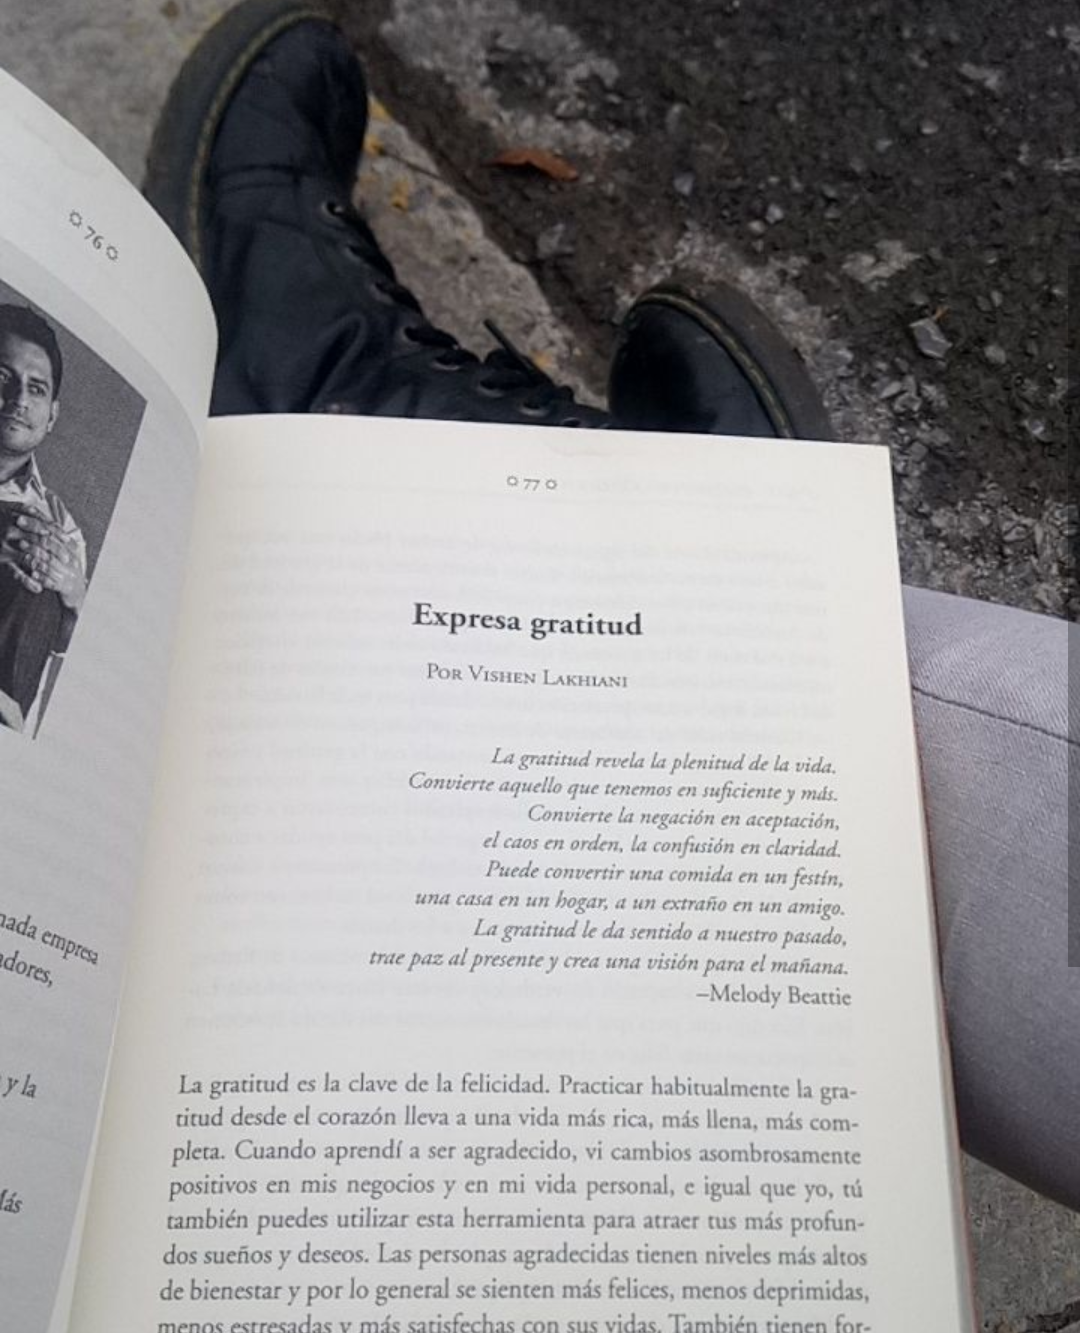 76
nada empresa
adores,
y la
77
Expresa gratitud
Por Vishen Lakhiani
La gratitud revela la plenitud de la vida.
Convierte aquello que tenemos en suficiente y más.
Convierte la negación en aceptación,
el caos en orden, la confusión en claridad.
Puede convertir una comida en un festín,
una casa en un hogar, a un extraño en un amigo.
La gratitud le da sentido a nuestro pasado,
trae paz al presente y crea una visión para el mañana.
–Melody Beattie
La gratitud es la clave de la felicidad. Practicar habitualmente la gra-
titud desde el corazón lleva a una vida más rica, más llena, más com-
pleta. Cuando aprendí a ser agradecido, vi cambios asombrosamente
positivos en mis negocios y en mi vida personal, e igual que yo, tú
también puedes utilizar esta herramienta para atraer tus más profun-
dos sueños y deseos. Las personas agradecidas tienen niveles más altos
de bienestar y por lo general se sienten más felices, menos deprimidas,
menos estresadas y más satisfechas con sus vidas. También tienen for-